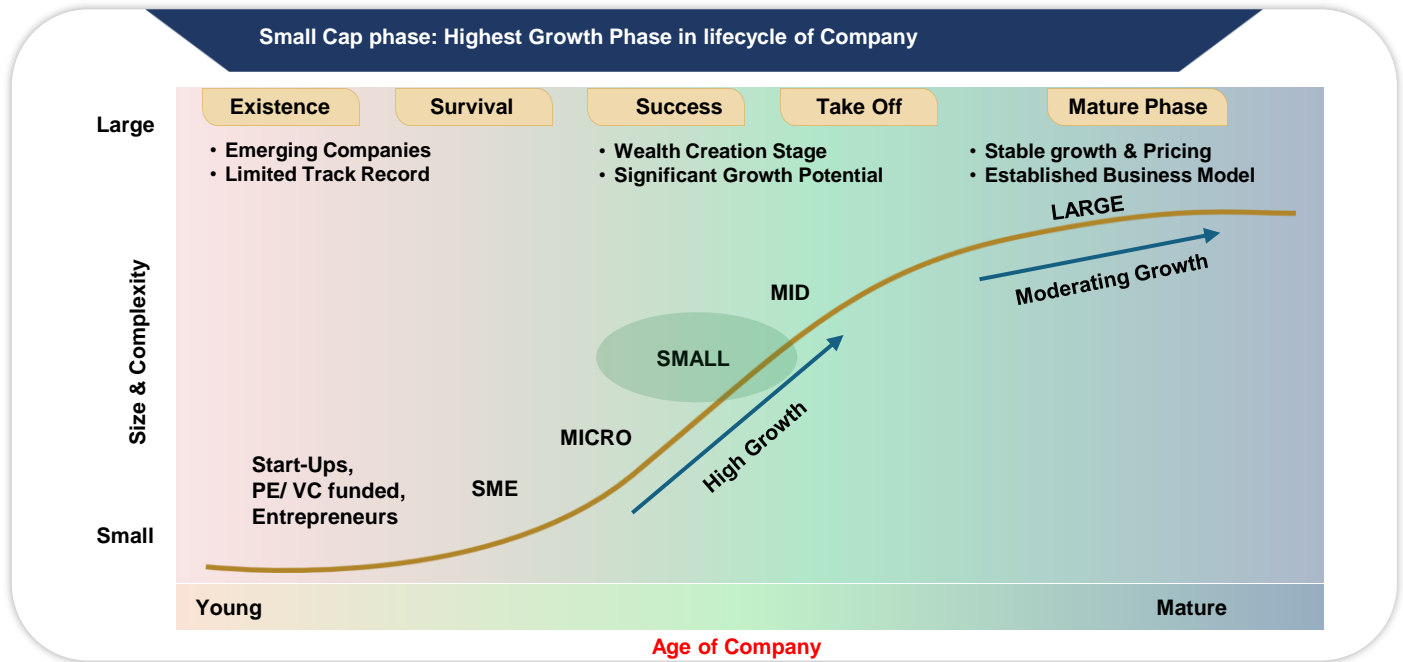 Small Cap phase: Highest Growth Phase in lifecycle of Company
Existence
Survival
Success
Take Off
Mature Phase
Large
• Emerging Companies
• Limited Track Record
• Wealth Creation Stage
• Significant Growth Potential
• Stable growth & Pricing
• Established Business Model
LARGE
Moderating Growth
MID
SMALL
High Growth
MICRO
SME
Start-Ups,
PE/ VC funded,
Entrepreneurs
Size & Complexity
Small
Young
Mature
Age of Company